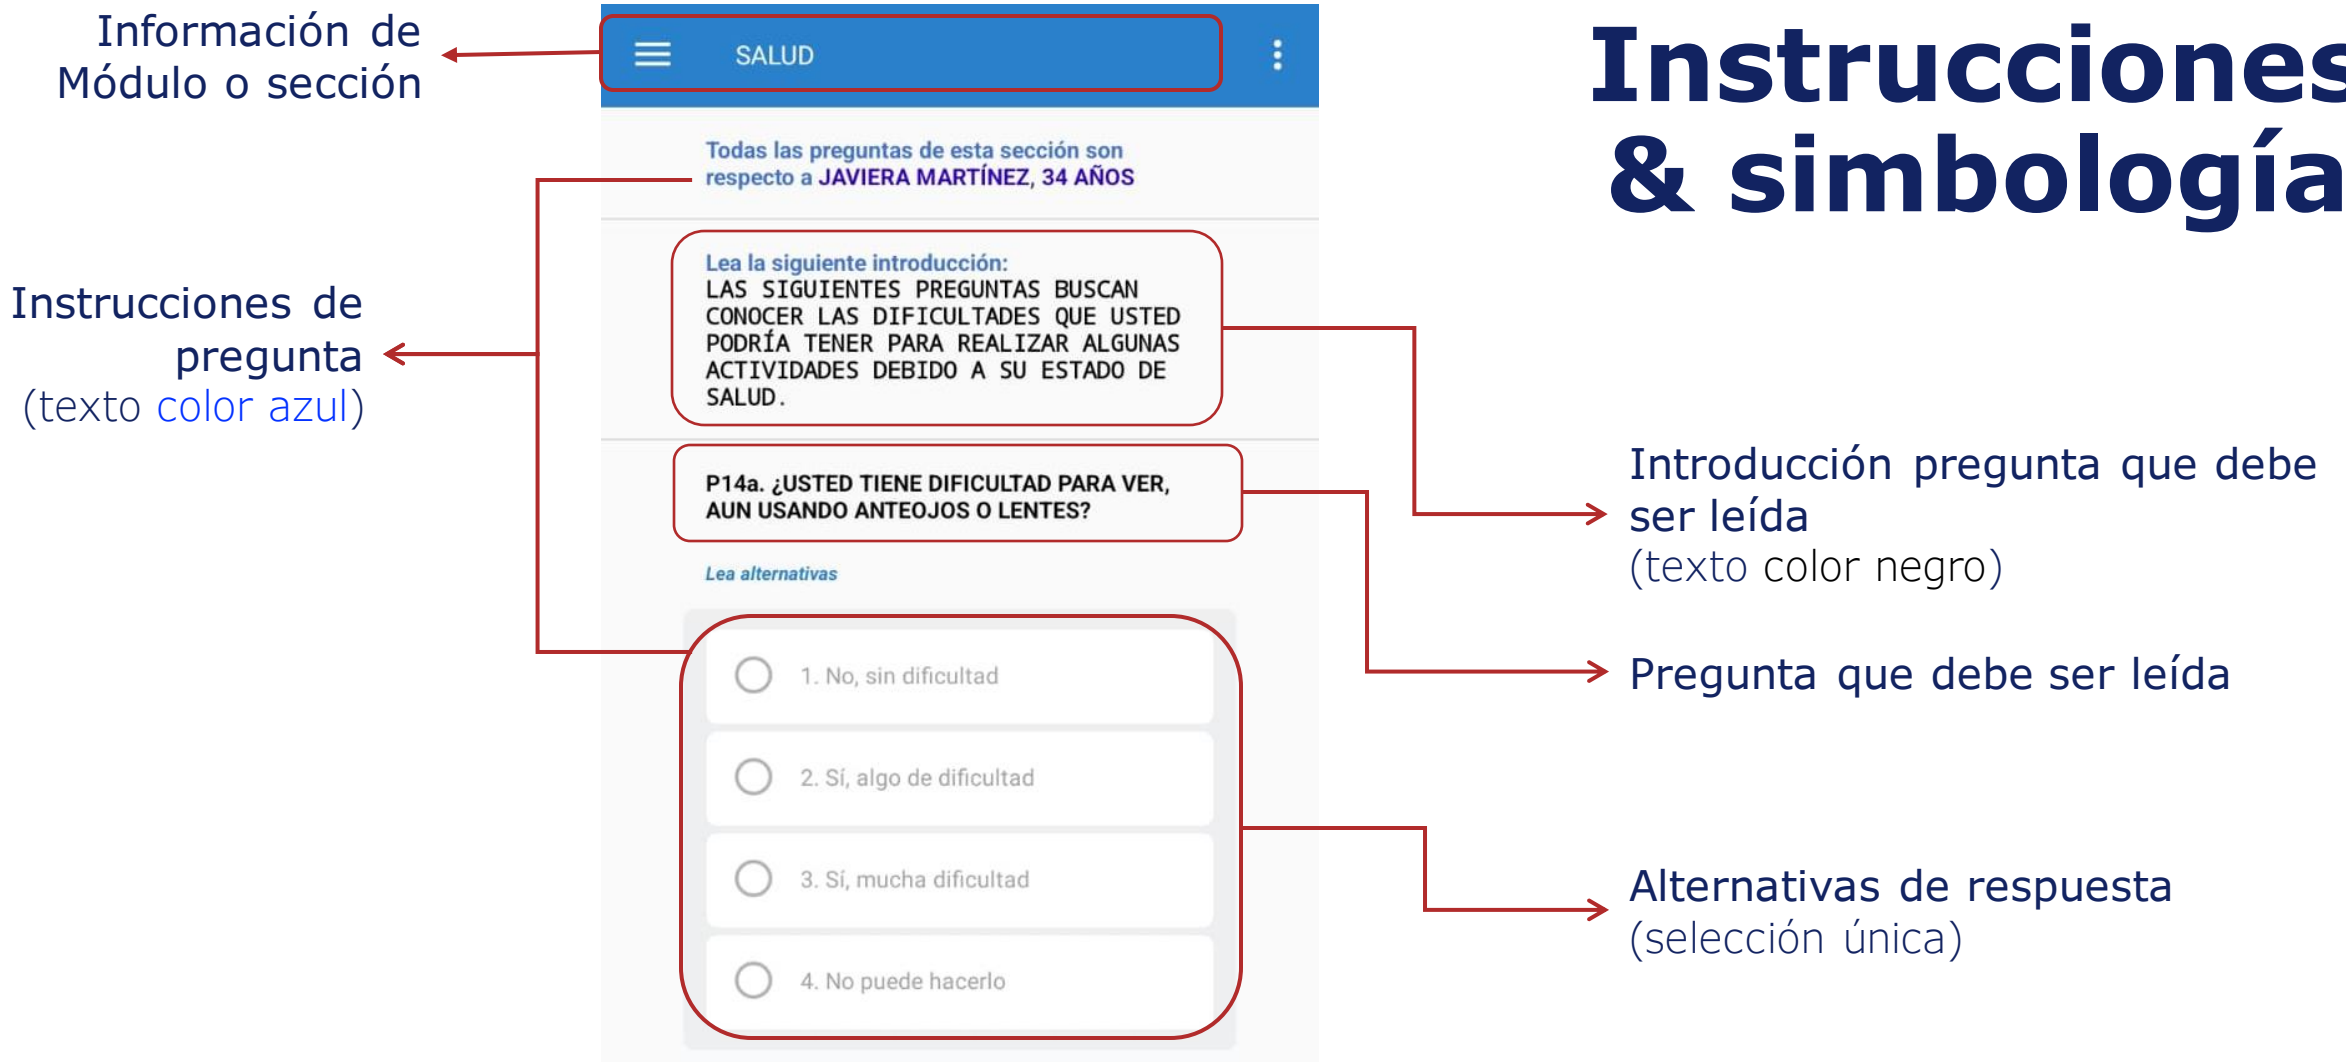 Instrucciones
& simbología
Información de
Módulo o sección
Instrucciones de
pregunta
(texto color azul)
SALUD
Todas las preguntas de esta sección son
respecto a JAVIERA MARTÍNEZ, 34 AÑOS
Lea la siguiente introducción:
LAS SIGUIENTES PREGUNTAS BUSCAN
CONOCER LAS DIFICULTADES QUE USTED
PODRÍA TENER PARA REALIZAR ALGUNAS
ACTIVIDADES DEBIDO A SU ESTADO DE
SALUD.
P14a. ¿USTED TIENE DIFICULTAD PARA VER,
AUN USANDO ANTEOJOS O LENTES?
Lea alternativas
1. No, sin dificultad
2. Sí, algo de dificultad
3. Sí, mucha dificultad
4. No puede hacerlo
Introducción pregunta que debe
ser leída
(texto color negro)
Pregunta que debe ser leída
Alternativas de respuesta
(selección única)